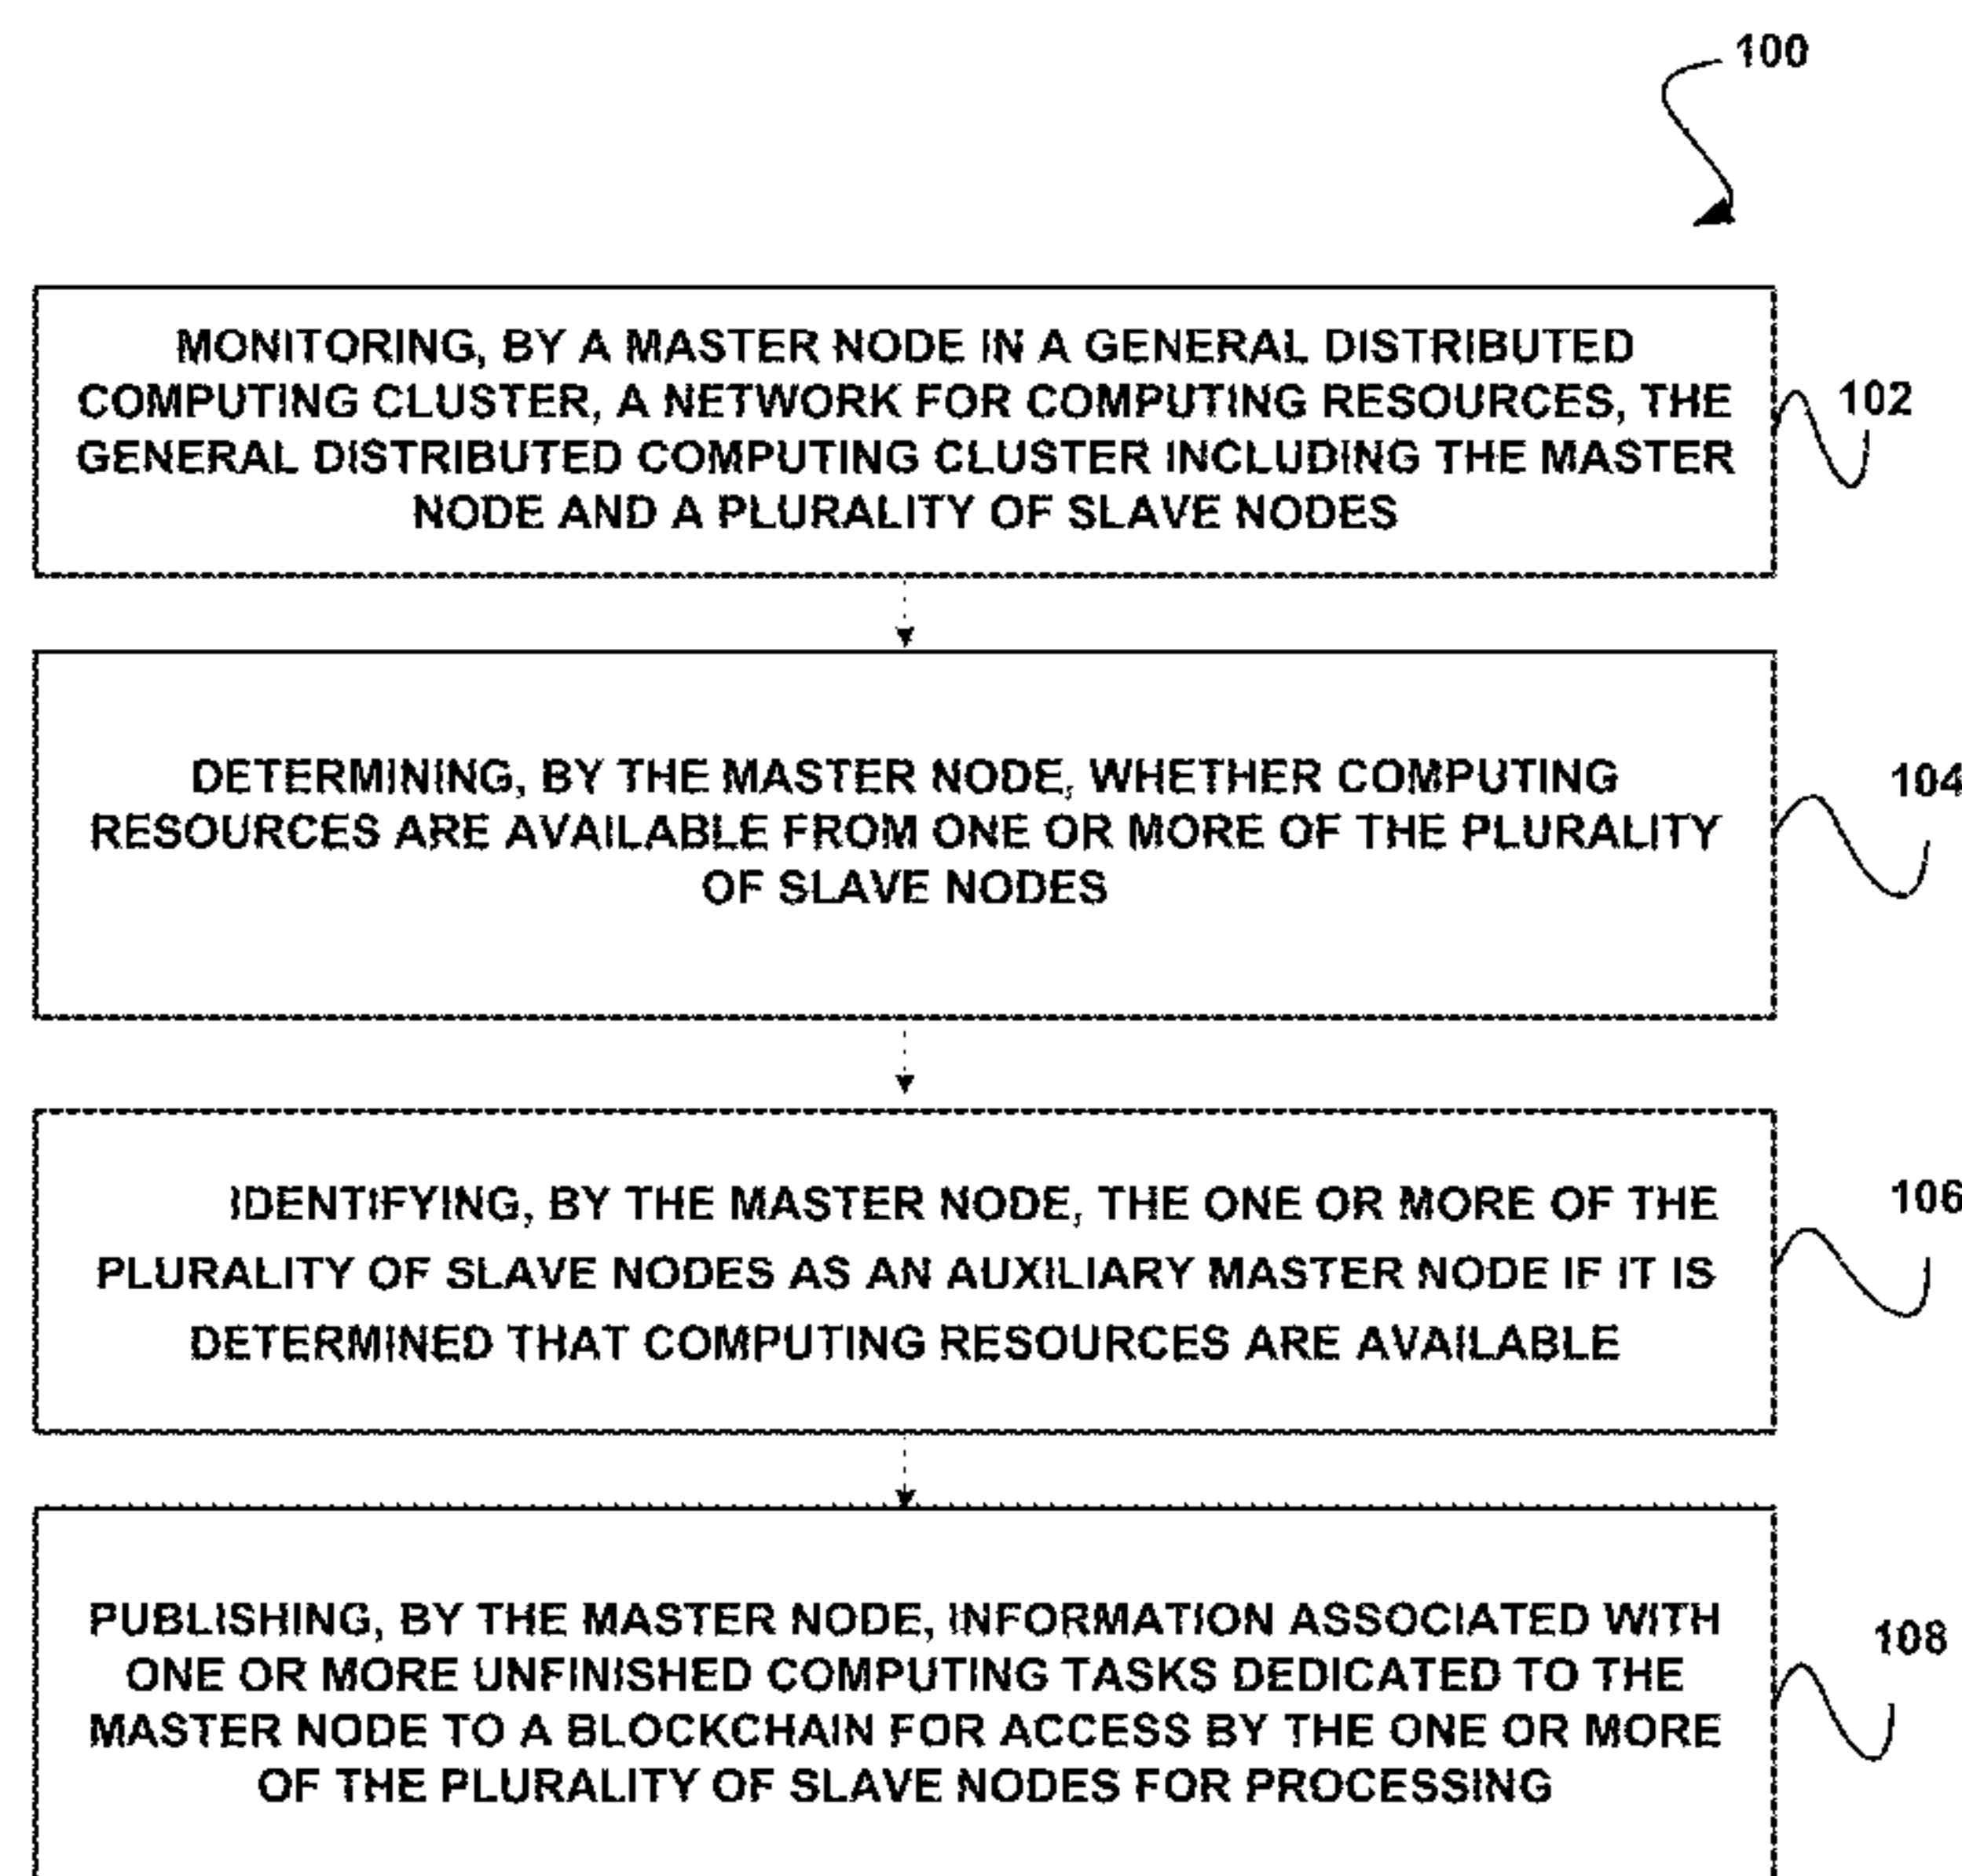 100
MONITORING, BY A MASTER NODE IN A GENERAL DISTRIBUTED
COMPUTING CLUSTER, A NETWORK FOR COMPUTING RESOURCES, THE
GENERAL DISTRIBUTED COMPUTING CLUSTER INCLUDING THE MASTER
NODE AND A PLURALITY OF SLAVE NODES
102
DETERMINING, BY THE MASTER NODE, WHETHER COMPUTING
RESOURCES ARE AVAILABLE FROM ONE OR MORE OF THE PLURALITY
OF SLAVE NODES
104
IDENTIFYING, BY THE MASTER NODE, THE ONE OR MORE OF THE
PLURALITY OF SLAVE NODES AS AN AUXILIARY MASTER NODE IF IT IS
DETERMINED THAT COMPUTING RESOURCES ARE AVAILABLE
106
PUBLISHING, BY THE MASTER NODE, INFORMATION ASSOCIATED WITH
ONE OR MORE UNFINISHED COMPUTING TASKS DEDICATED TO THE
MASTER NODE TO A BLOCKCHAIN FOR ACCESS BY THE ONE OR MORE
OF THE PLURALITY OF SLAVE NODES FOR PROCESSING
108